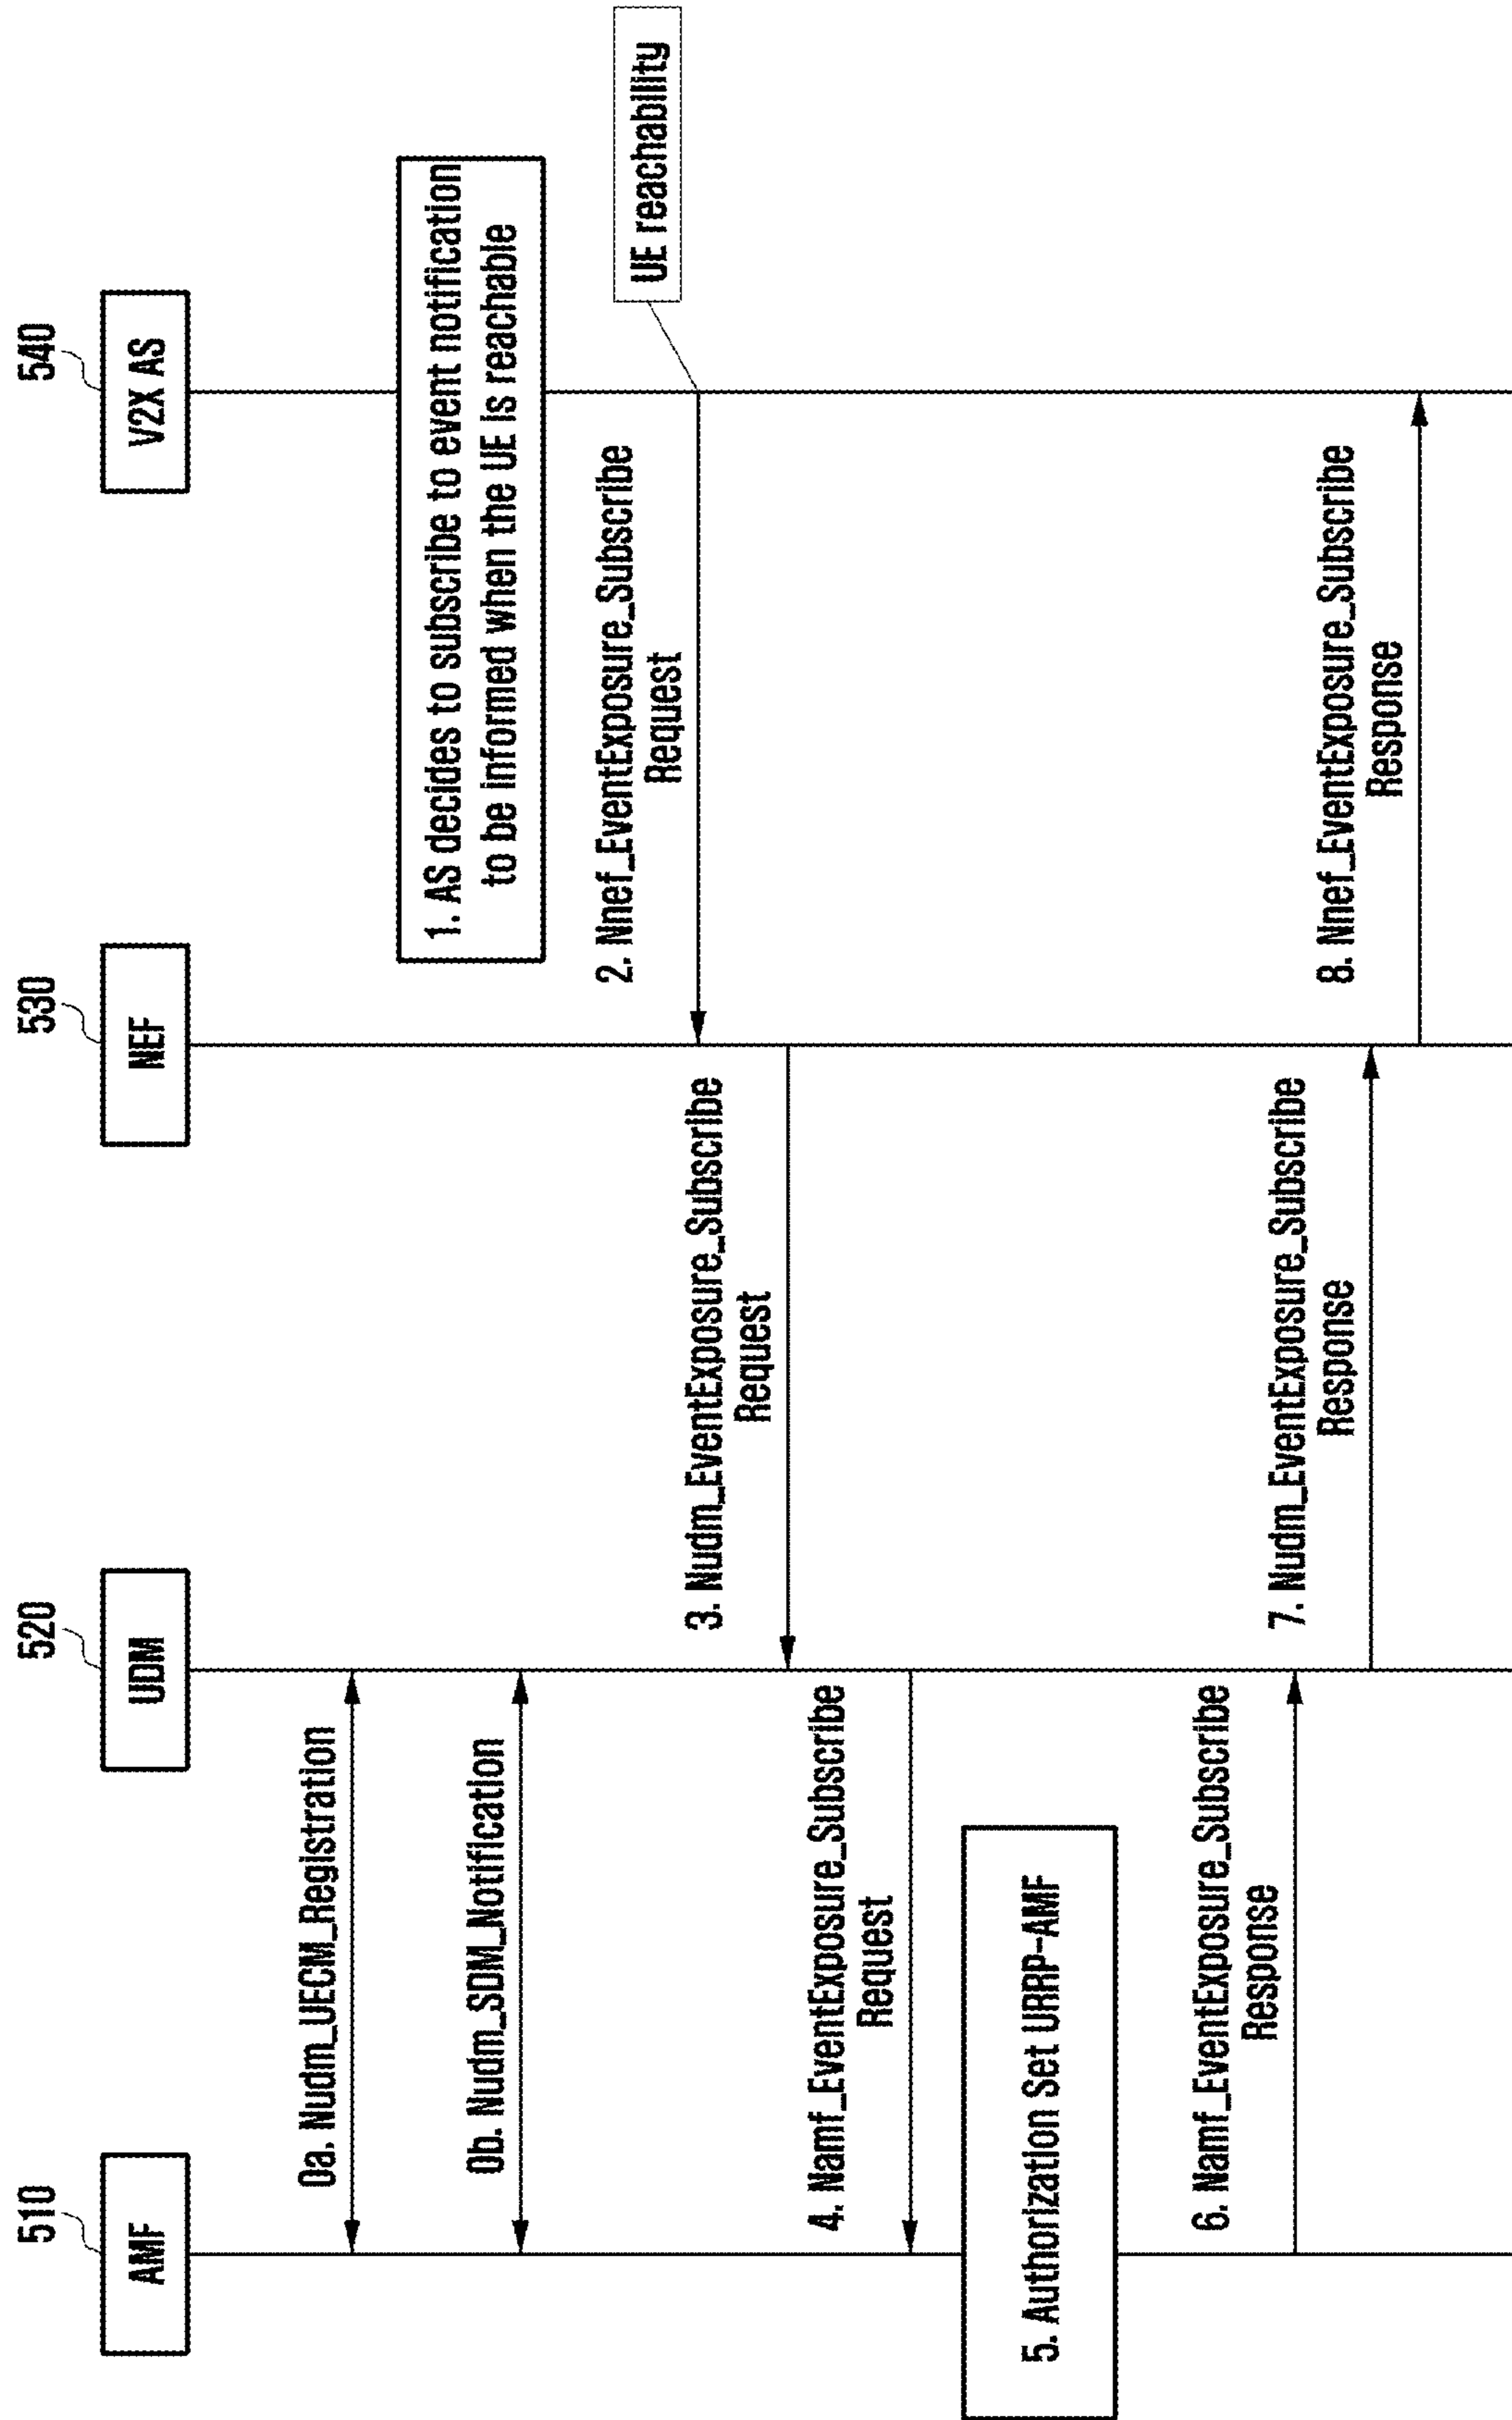 510
520
530
540
AMF
UDM
NEF
V2X AS
0a. Nudm_UECM_Registration
1. AS decides to subscribe to event notification
to be informed when the UE is reachable
0b. Nudm_SDM_Notification
UE reachability
2. Nnef_EventExposure_Subscribe
Request
3. Nudm_EventExposure_Subscribe
Request
4. Namf_EventExposure_Subscribe
Request
5. Authorization Set URRP-AMF
6. Namf_EventExposure_Subscribe
Response
7. Nudm_EventExposure_Subscribe
Response
8. Nnef_EventExposure_Subscribe
Response